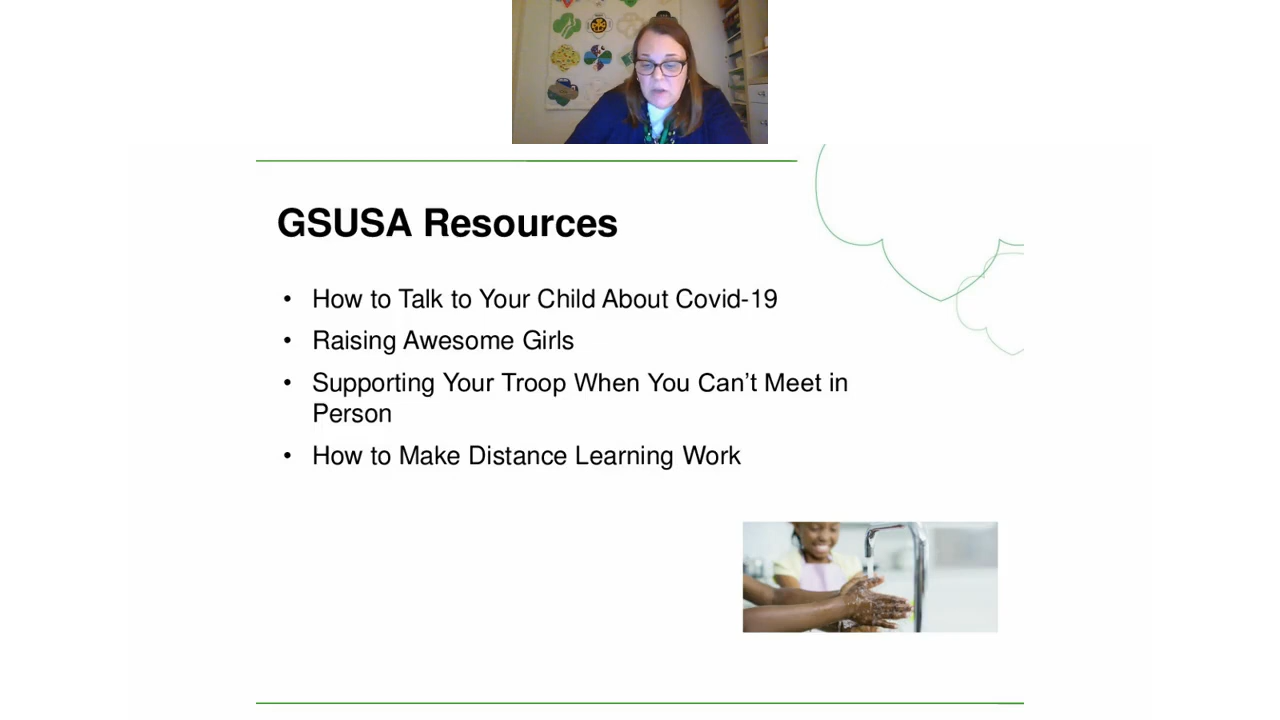 GSUSA Resources
• How to Talk to Your Child About Covid-19
• Raising Awesome Girls
• Supporting Your Troop When You Can’t Meet in
Person
• How to Make Distance Learning Work